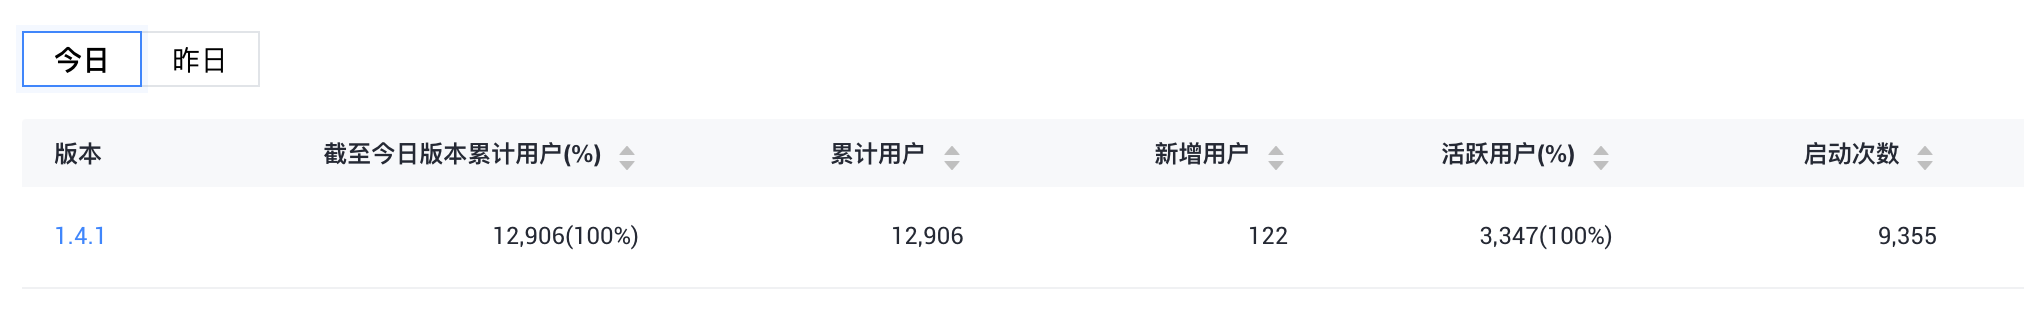 今日 昨日
版本 截至今日版本累计用户(%) 累计用户 新增用户 活跃用户(%) 启动次数
1.4.1 12,906(100%) 12,906 122 3,347(100%) 9,355